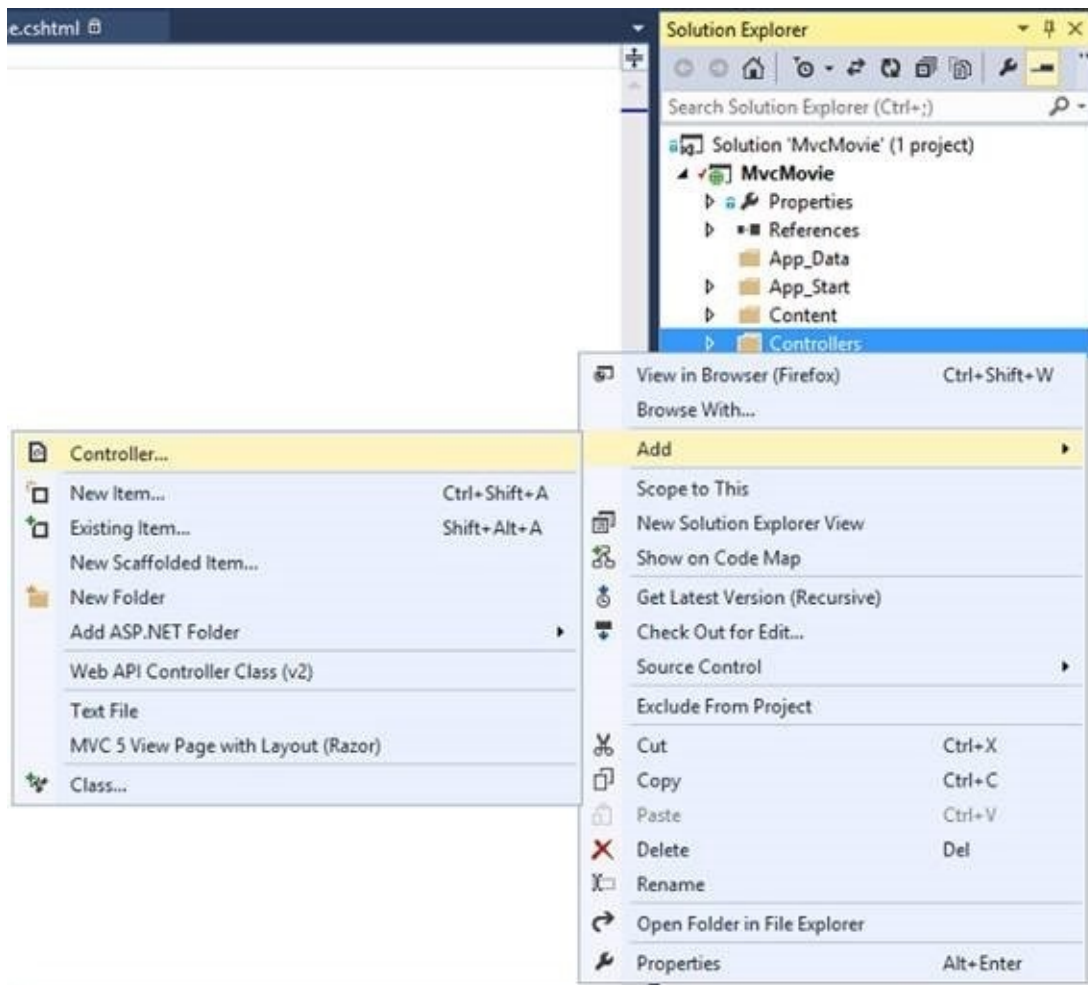 e.cshtml
Solution Explorer
Search Solution Explorer (Ctrl+;)
Solution 'MvcMovie' (1 project)
MvcMovie
Properties
References
App_Data
App_Start
Content
Controllers
View in Browser (Firefox) Ctrl+Shift+W
Browse With...
Add
Scope to This
New Solution Explorer View
Show on Code Map
Get Latest Version (Recursive)
Check Out for Edit...
Source Control
Exclude From Project
Cut Ctrl+X
Copy Ctrl+C
Paste Ctrl+V
Delete Del
Rename
Open Folder in File Explorer
Properties Alt+Enter
Controller...
New Item... Ctrl+Shift+A
Existing Item... Shift+Alt+A
New Scaffolded Item...
New Folder
Add ASP.NET Folder
Web API Controller Class (v2)
Text File
MVC 5 View Page with Layout (Razor)
Class...